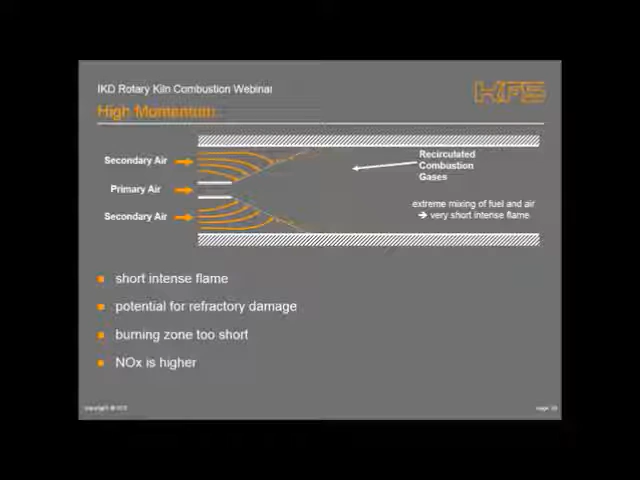 IKD Rotary Kiln Combustion Webinar
KFS
High Momentum
Secondary Air
Primary Air
Secondary Air
Recirculated
Combustion
Gases
extreme mixing of fuel and air
➔ very short intense flame
short intense flame
potential for refractory damage
burning zone too short
NOx is higher